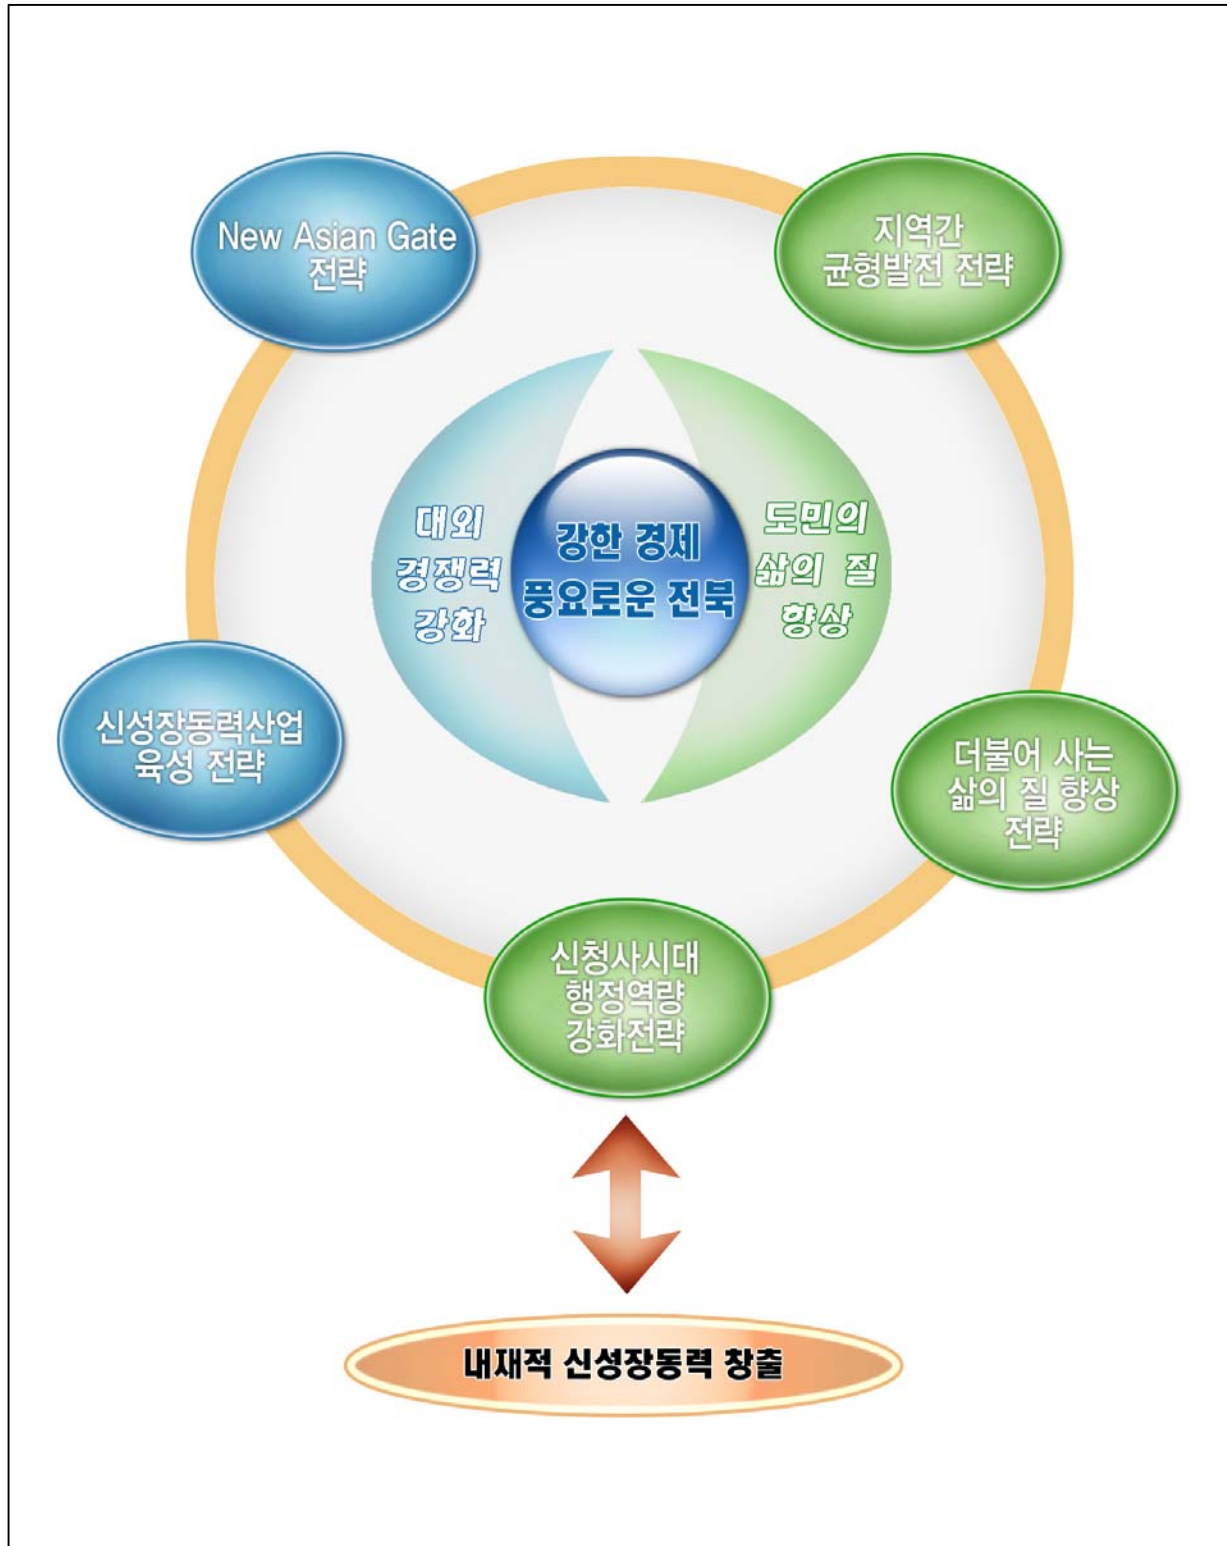 New Asian Gate
전략
지역간
균형발전 전략
대외
경쟁력
강화
강한 경제
풍요로운 전북
도민의
삶의 질
향상
신성장동력산업
육성 전략
더불어 사는
삶의 질 향상
전략
신청사시대
행정역량
강화전략
내재적 신성장동력 창출